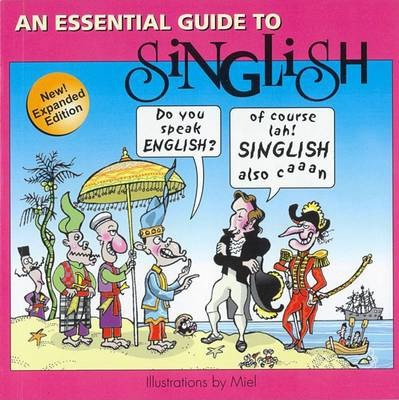 AN ESSENTIAL GUIDE TO
SiNGLiSH
New!
Expanded
Edition
Do you
speak
ENGLISH?
of course
lah!
SINGLISH
also caaan
Illustrations by Miel